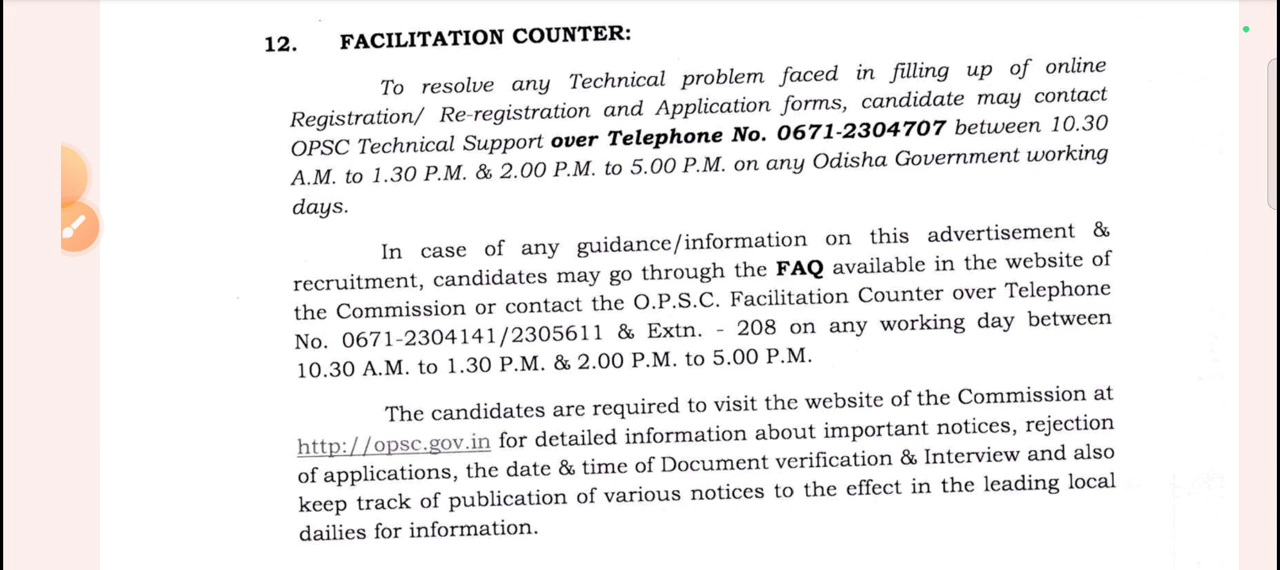 12. FACILITATION COUNTER:
To resolve any Technical problem faced in filling up of online
Registration/ Re-registration and Application forms, candidate may contact
OPSC Technical Support over Telephone No. 0671-2304707 between 10.30
A.M. to 1.30 P.M. & 2.00 P.M. to 5.00 P.M. on any Odisha Government working
days.
In case of any guidance/information on this advertisement &
recruitment, candidates may go through the FAQ available in the website of
the Commission or contact the O.P.S.C. Facilitation Counter over Telephone
No. 0671-2304141/2305611 & Extn. - 208 on any working day between
10.30 A.M. to 1.30 P.M. & 2.00 P.M. to 5.00 P.M.
The candidates are required to visit the website of the Commission at
http://opsc.gov.in for detailed information about important notices, rejection
of applications, the date & time of Document verification & Interview and also
keep track of publication of various notices to the effect in the leading local
dailies for information.